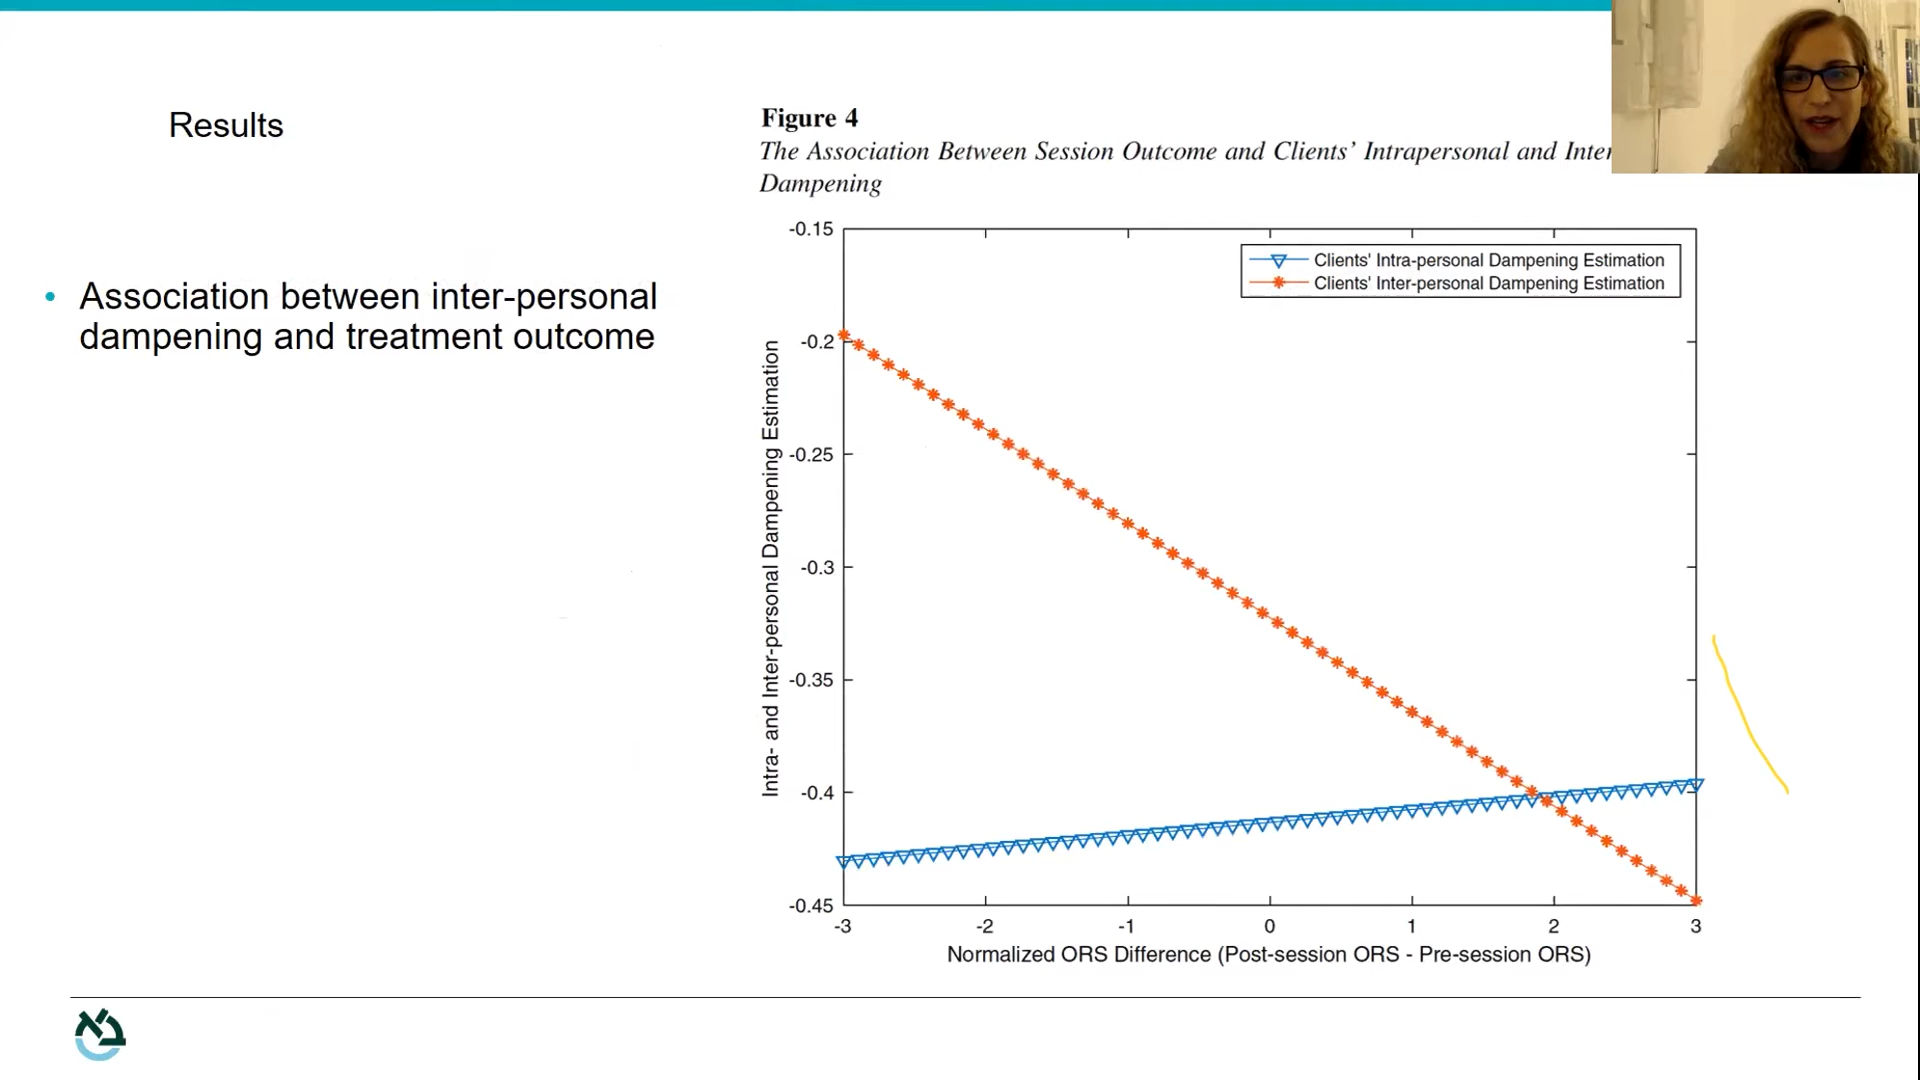 Results
• Association between inter-personal
dampening and treatment outcome
Figure 4
The Association Between Session Outcome and Clients' Intrapersonal and Inter
Dampening
Clients' Intra-personal Dampening Estimation
Clients' Inter-personal Dampening Estimation
Intra- and Inter-personal Dampening Estimation
-0.15
-0.2
-0.25
-0.3
-0.35
-0.4
-0.45
-3 -2 -1 0 1 2 3
Normalized ORS Difference (Post-session ORS - Pre-session ORS)